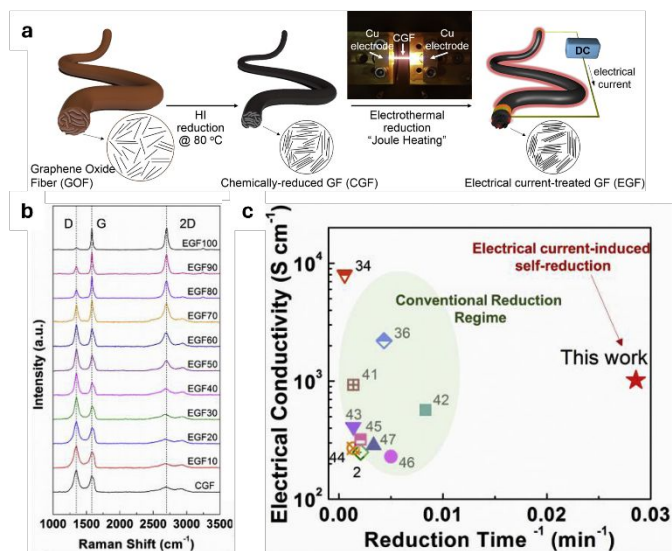 a
Cu
electrode
CGF
Cu
electrode
DC
electrical
current
HI
reduction
@ 80 °C
Electrothermal
reduction
"Joule Heating"
Graphene Oxide
Fiber (GOF)
Chemically-reduced GF (CGF)
Electrical current-treated GF (EGF)
b
D
G
2D
EGF100
EGF90
EGF80
EGF70
EGF60
EGF50
EGF40
EGF30
EGF20
EGF10
CGF
Intensity (a.u.)
1000 1500 2000 2500 3000 3500
Raman Shift (cm⁻¹)
c
Electrical Conductivity (S cm⁻¹)
10⁴
10³
10²
34
Electrical current-induced
self-reduction
Conventional Reduction
Regime
36
This work
41
42
43
45
47
44
2
46
0.00 0.01 0.02 0.03
Reduction Time ⁻¹ (min⁻¹)